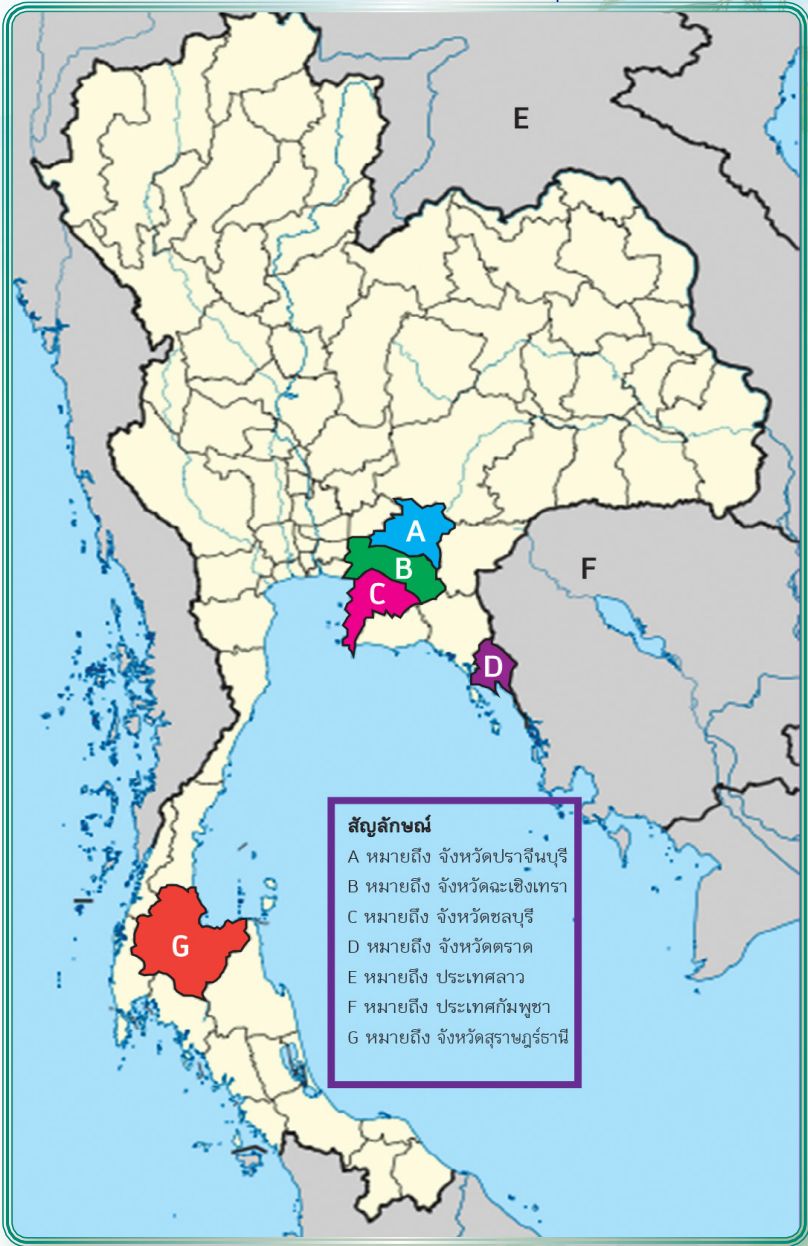 E
A
B
F
C
D
สัญลักษณ์
A หมายถึง จังหวัดปราจีนบุรี
B หมายถึง จังหวัดฉะเชิงเทรา
C หมายถึง จังหวัดชลบุรี
D หมายถึง จังหวัดตราด
E หมายถึง ประเทศลาว
F หมายถึง ประเทศกัมพูชา
G หมายถึง จังหวัดสุราษฎร์ธานี
G